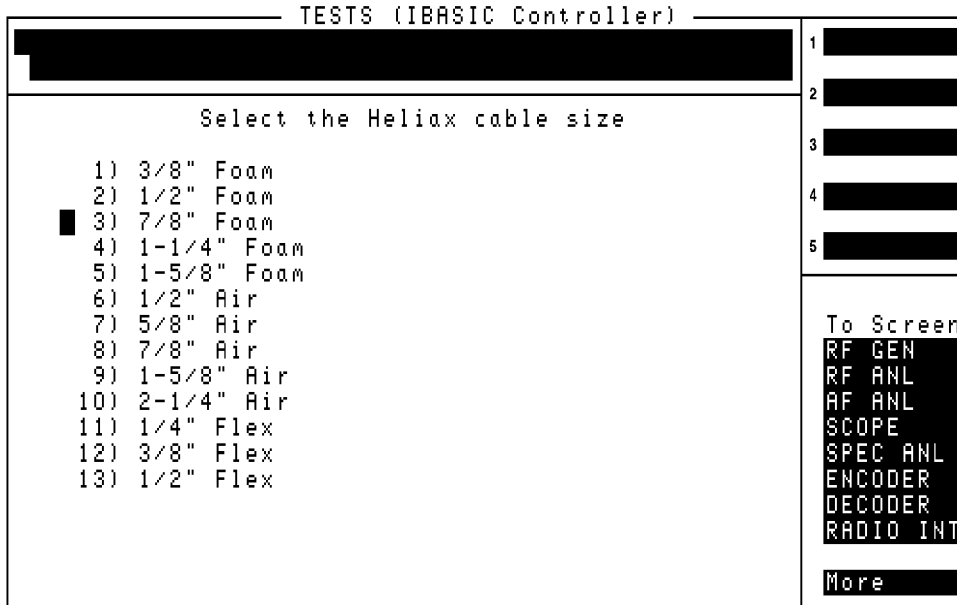 TESTS (IBASIC Controller)
Select the Heliax cable size
1) 3/8" Foam
2) 1/2" Foam
3) 7/8" Foam
4) 1-1/4" Foam
5) 1-5/8" Foam
6) 1/2" Air
7) 5/8" Air
8) 7/8" Air
9) 1-5/8" Air
10) 2-1/4" Air
11) 1/4" Flex
12) 3/8" Flex
13) 1/2" Flex
1
2
3
4
5
To Screen
RF GEN
RF ANL
AF ANL
SCOPE
SPEC ANL
ENCODER
DECODER
RADIO INT
More